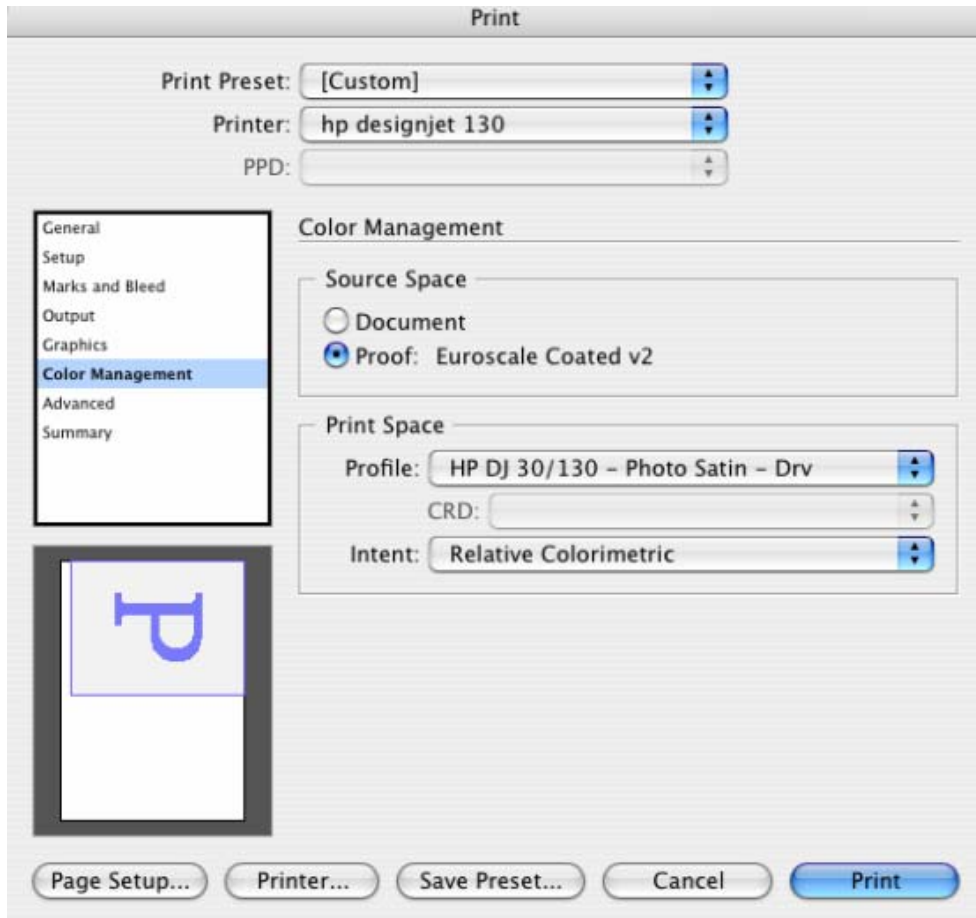 Print
Print Preset: [Custom]
Printer: hp designjet 130
PPD:
General
Setup
Marks and Bleed
Output
Graphics
Color Management
Advanced
Summary
Color Management
Source Space
Document
Proof: Euroscale Coated v2
Print Space
Profile: HP DJ 30/130 – Photo Satin – Drv
CRD:
Intent: Relative Colorimetric
P
Page Setup... Printer... Save Preset... Cancel Print